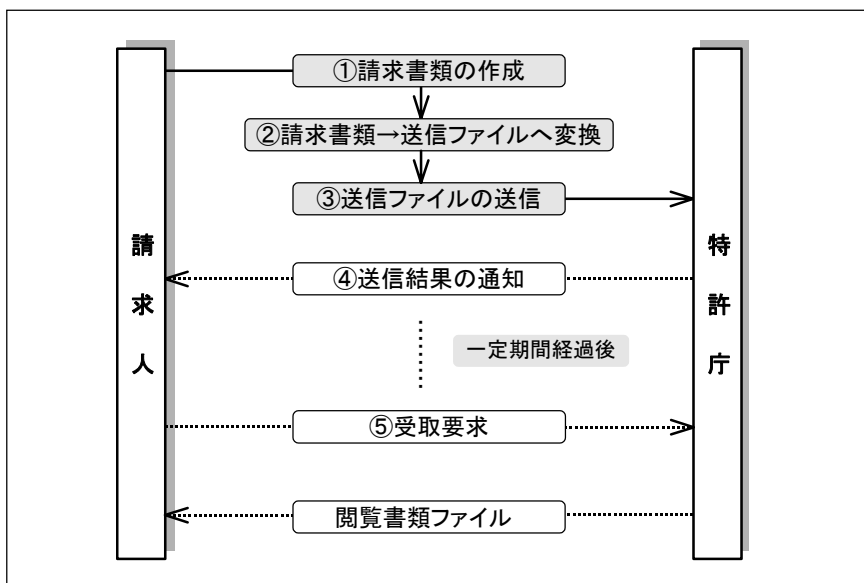 ①請求書類の作成
②請求書類→送信ファイルへ変換
③送信ファイルの送信
請求人
特許庁
④送信結果の通知
一定期間経過後
⑤受取要求
閲覧書類ファイル